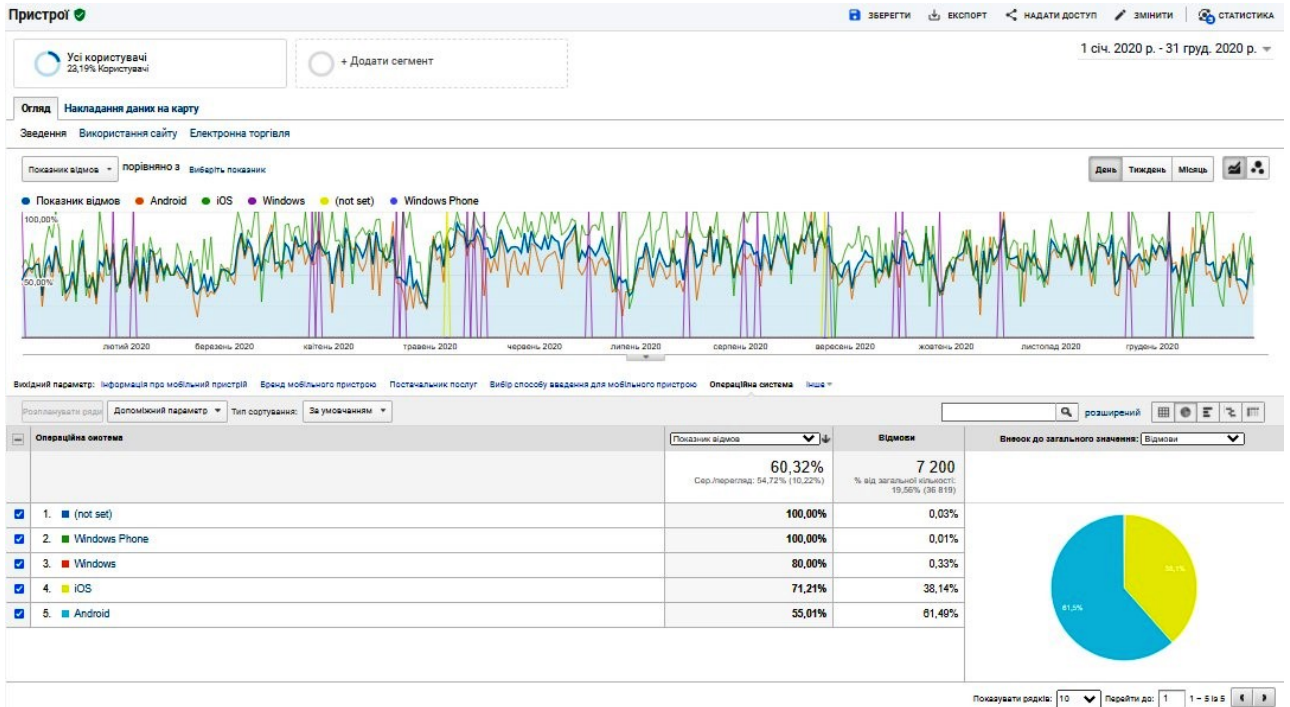 Пристрої
ЗБЕРЕГТИ ЕКСПОРТ НАДАТИ ДОСТУП ЗМІНИТИ СТАТИСТИКА
1 січ. 2020 р. - 31 груд. 2020 р.
Усі користувачі
23,19% Користувачі
+ Додати сегмент
Огляд Накладання даних на карту
Зведення Використання сайту Електронна торгівля
Показник відмов порівняно з Виберіть показник
День Тиждень Місяць
Показник відмов Android iOS Windows (not set) Windows Phone
100,00%
50,00%
лютий 2020 березень 2020 квітень 2020 травень 2020 червень 2020 липень 2020 серпень 2020 вересень 2020 жовтень 2020 листопад 2020 грудень 2020
Вихідний параметр: Інформація про мобільний пристрій Бренд мобільного пристрою Постачальник послуг Вибір способу введення для мобільного пристрою Операційна система Інше
Розпланувати ряди Допоміжний параметр Тип сортування: За умовчанням
розширений
Операційна система Показник відмов Відмови Внесок до загального значення: Відмови
60,32% 7 200
Сер./перегляд: 54,72% (10,22%) % від загальної кількості:
19,56% (36 819)
1. (not set) 100,00% 0,03%
2. Windows Phone 100,00% 0,01%
3. Windows 80,00% 0,33%
4. iOS 71,21% 38,14%
5. Android 55,01% 61,49%
38,1%
61,5%
Показувати рядків: 10 Перейти до: 1 1 – 5 із 5